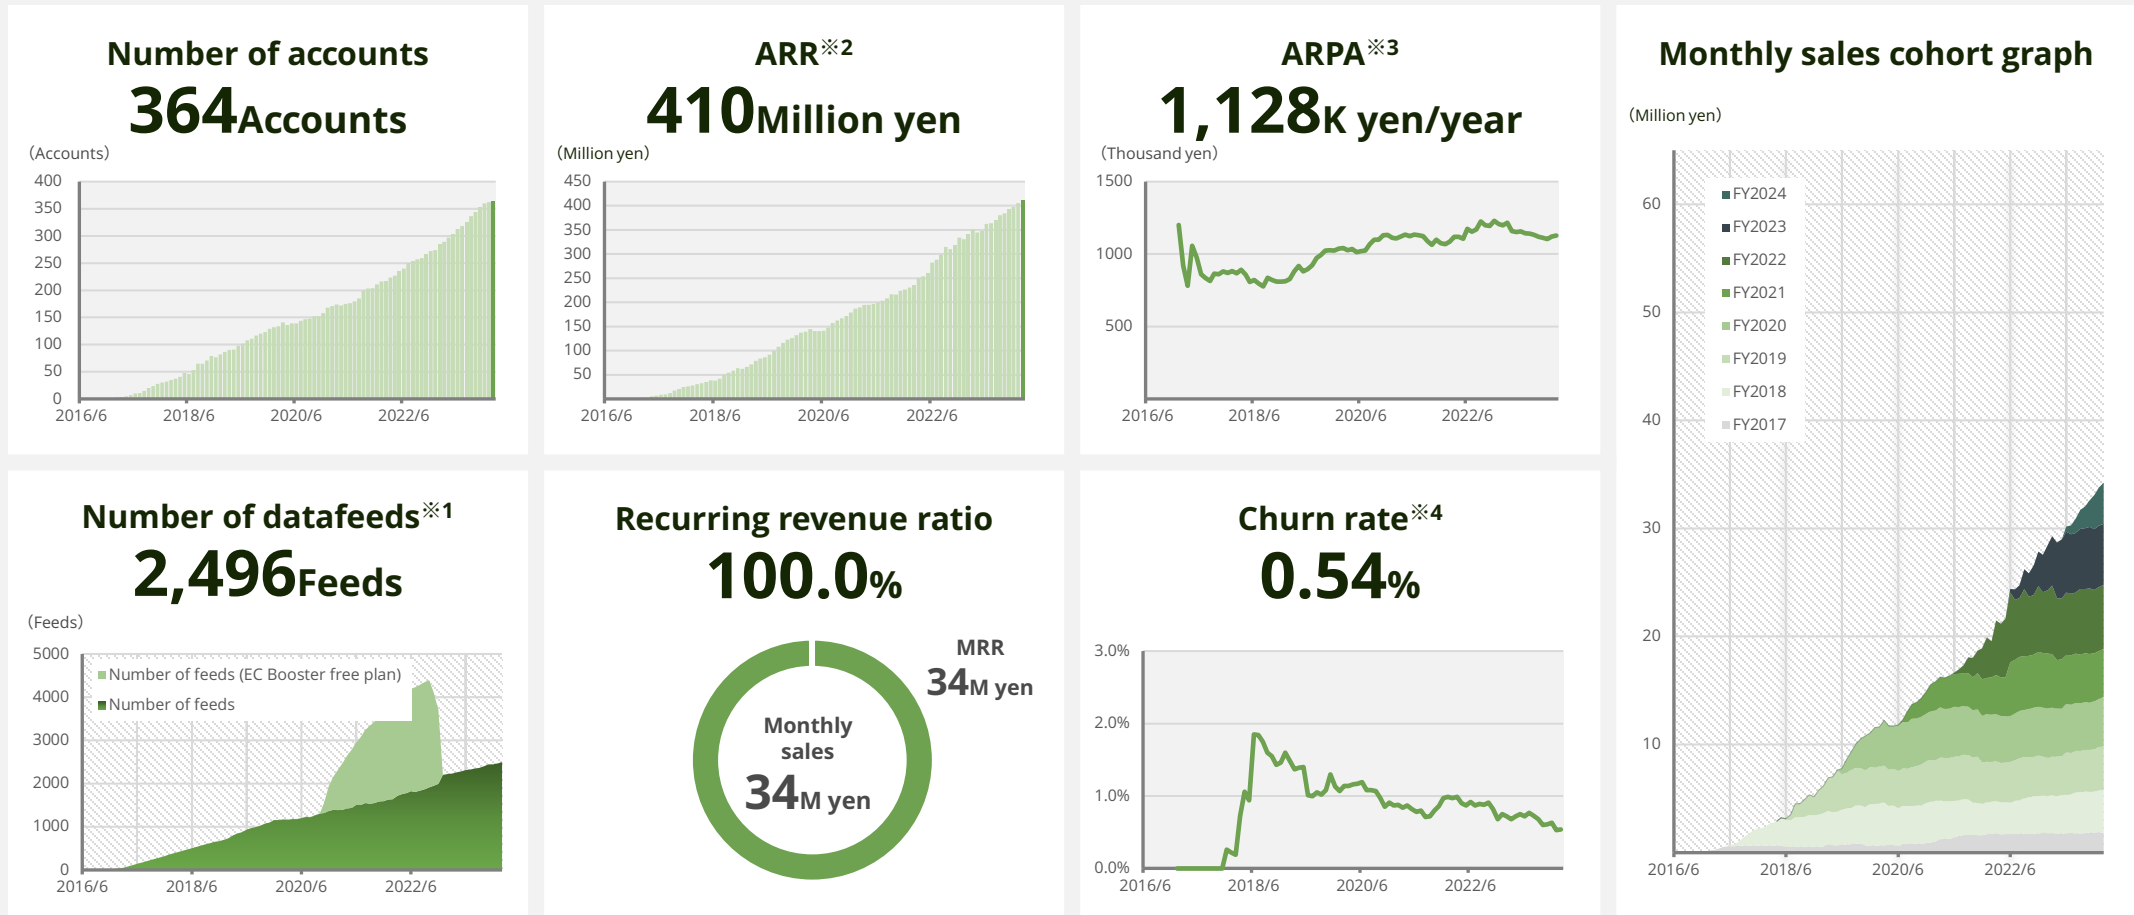 Number of accounts
364Accounts
(Accounts)
400
350
300
250
200
150
100
50
0
2016/6
2018/6
2020/6
2022/6
ARR※2
410Million yen
(Million yen)
450
400
350
300
250
200
150
100
50
2016/6
2018/6
2020/6
2022/6
ARPA※3
1,128K yen/year
(Thousand yen)
1500
1000
500
2016/6
2018/6
2020/6
2022/6
Monthly sales cohort graph
(Million yen)
60
50
40
30
20
10
FY2024
FY2023
FY2022
FY2021
FY2020
FY2019
FY2018
FY2017
2016/6
2018/6
2020/6
2022/6
Number of datafeeds※1
2,496Feeds
(Feeds)
5000
4000
3000
2000
1000
0
Number of feeds (EC Booster free plan)
Number of feeds
2016/6
2018/6
2020/6
2022/6
Recurring revenue ratio
100.0%
MRR
34M yen
Monthly
sales
34M yen
Churn rate※4
0.54%
3.0%
2.0%
1.0%
0.0%
2016/6
2018/6
2020/6
2022/6